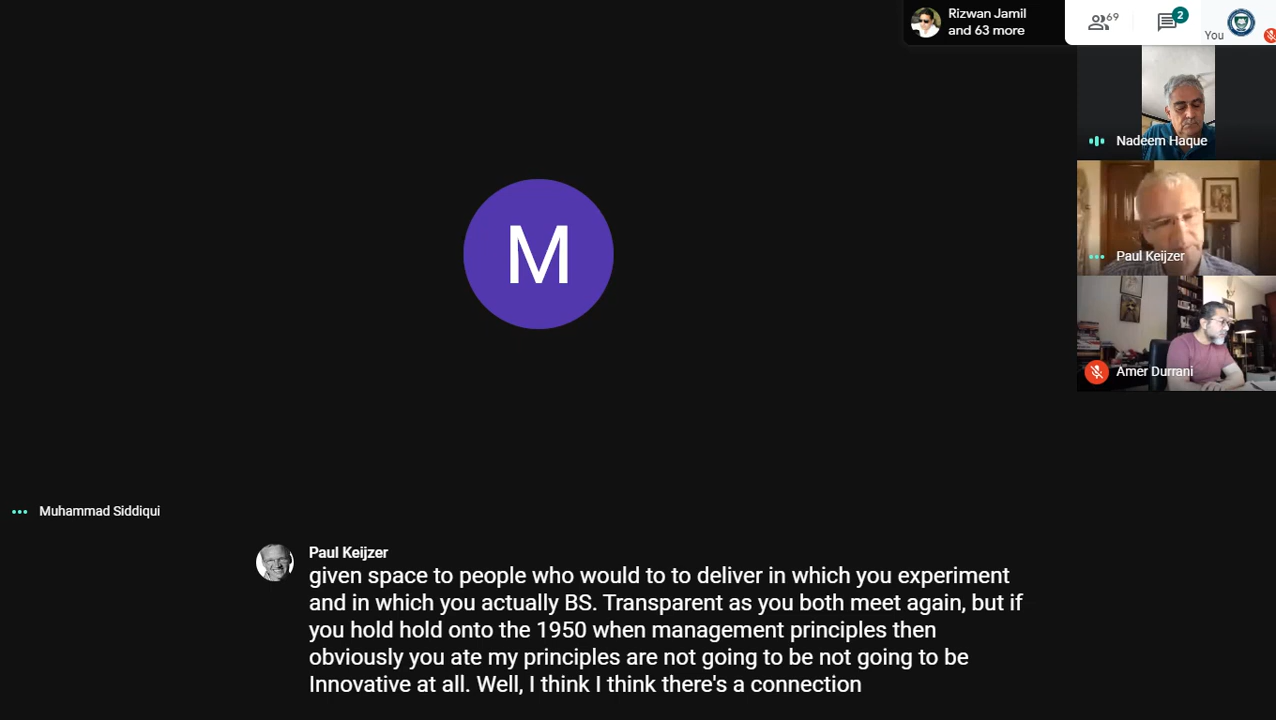 Rizwan Jamil
and 63 more
69
2
You
Nadeem Haque
Paul Keijzer
Amer Durrani
M
Muhammad Siddiqui
Paul Keijzer
given space to people who would to to deliver in which you experiment
and in which you actually BS. Transparent as you both meet again, but if
you hold hold onto the 1950 when management principles then
obviously you ate my principles are not going to be not going to be
Innovative at all. Well, I think I think there's a connection